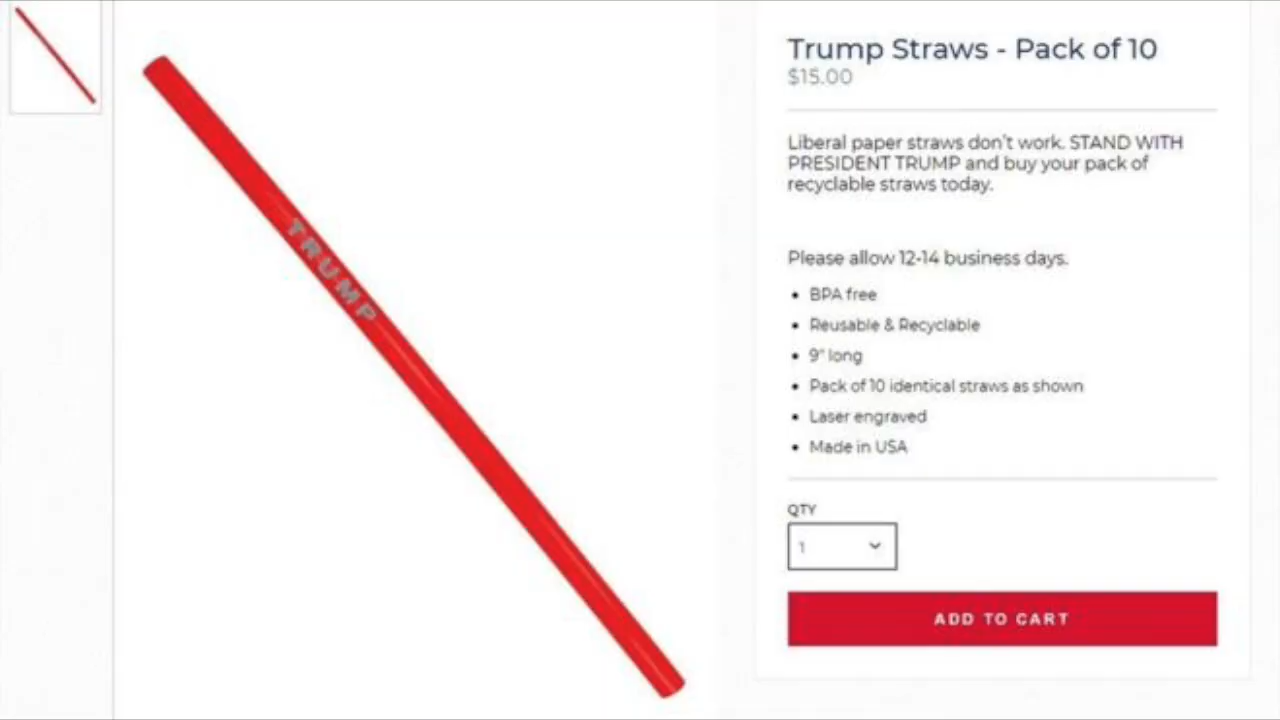 TRUMP
Trump Straws - Pack of 10
$15.00
Liberal paper straws don't work. STAND WITH
PRESIDENT TRUMP and buy your pack of
recyclable straws today.
Please allow 12-14 business days.
• BPA free
• Reusable & Recyclable
• 9" long
• Pack of 10 identical straws as shown
• Laser engraved
• Made in USA
QTY
1
ADD TO CART